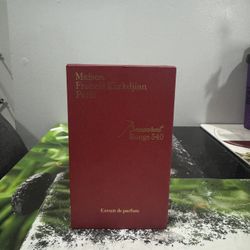 Maison
Francis Kurkdjian
Paris
Baccarat
Rouge 540
Extrait de parfum